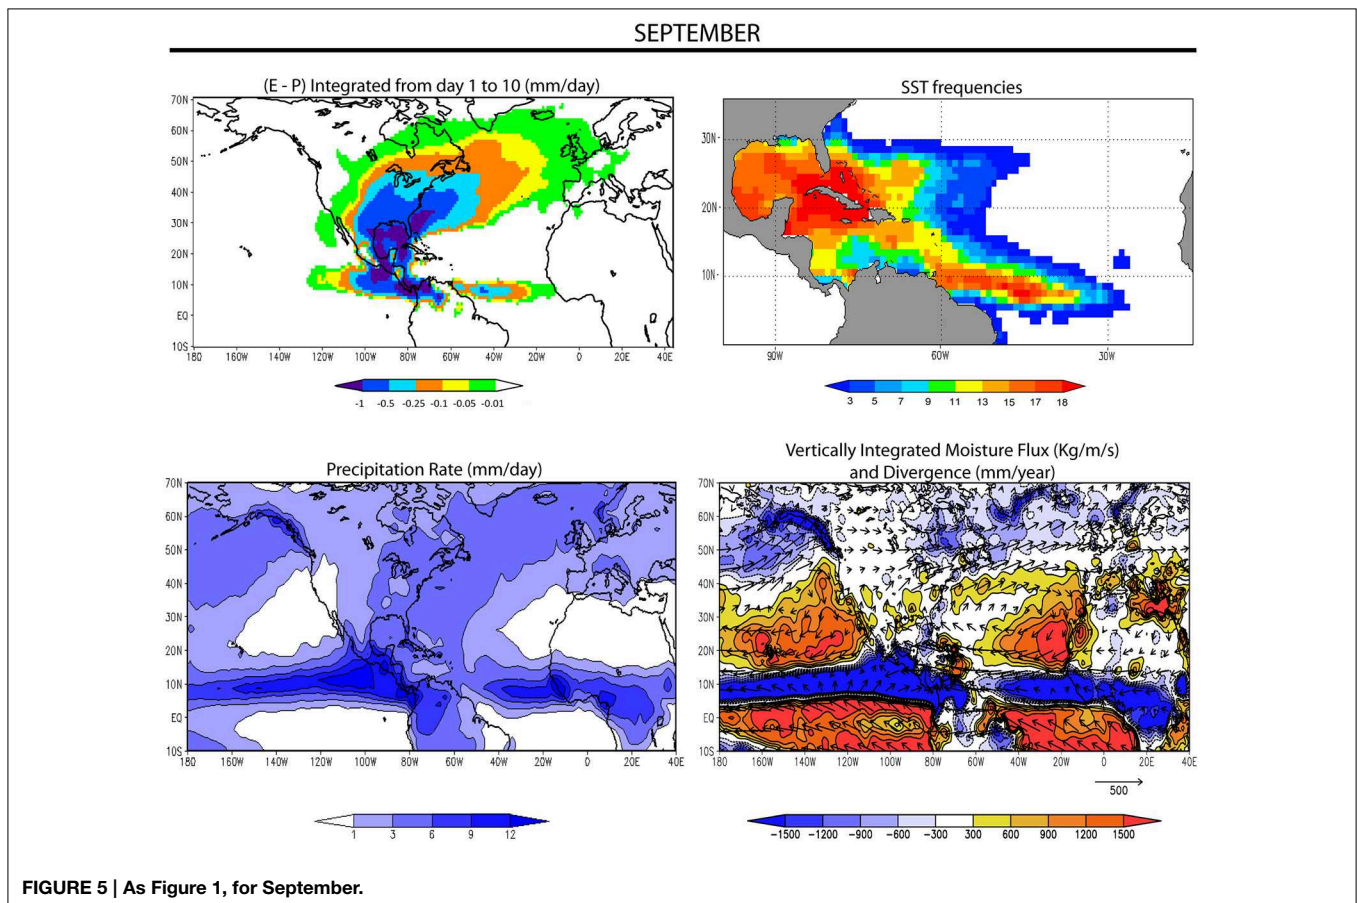 SEPTEMBER
(E - P) Integrated from day 1 to 10 (mm/day)
70N
60N
50N
40N
30N
20N
10N
EQ
10S
180 160W 140W 120W 100W 80W 60W 40W 20W 0 20E 40E
-1 -0.5 -0.25 -0.1 -0.05 -0.01
SST frequencies
30N
20N
10N
90W 60W 30W
3 5 7 9 11 13 15 17 18
Precipitation Rate (mm/day)
70N
60N
50N
40N
30N
20N
10N
EQ
10S
180 160W 140W 120W 100W 80W 60W 40W 20W 0 20E 40E
1 3 6 9 12
Vertically Integrated Moisture Flux (Kg/m/s)
and Divergence (mm/year)
70N
60N
50N
40N
30N
20N
10N
EQ
10S
180 160W 140W 120W 100W 80W 60W 40W 20W 0 20E 40E
500
-1500 -1200 -900 -600 -300 300 600 900 1200 1500
FIGURE 5 | As Figure 1, for September.